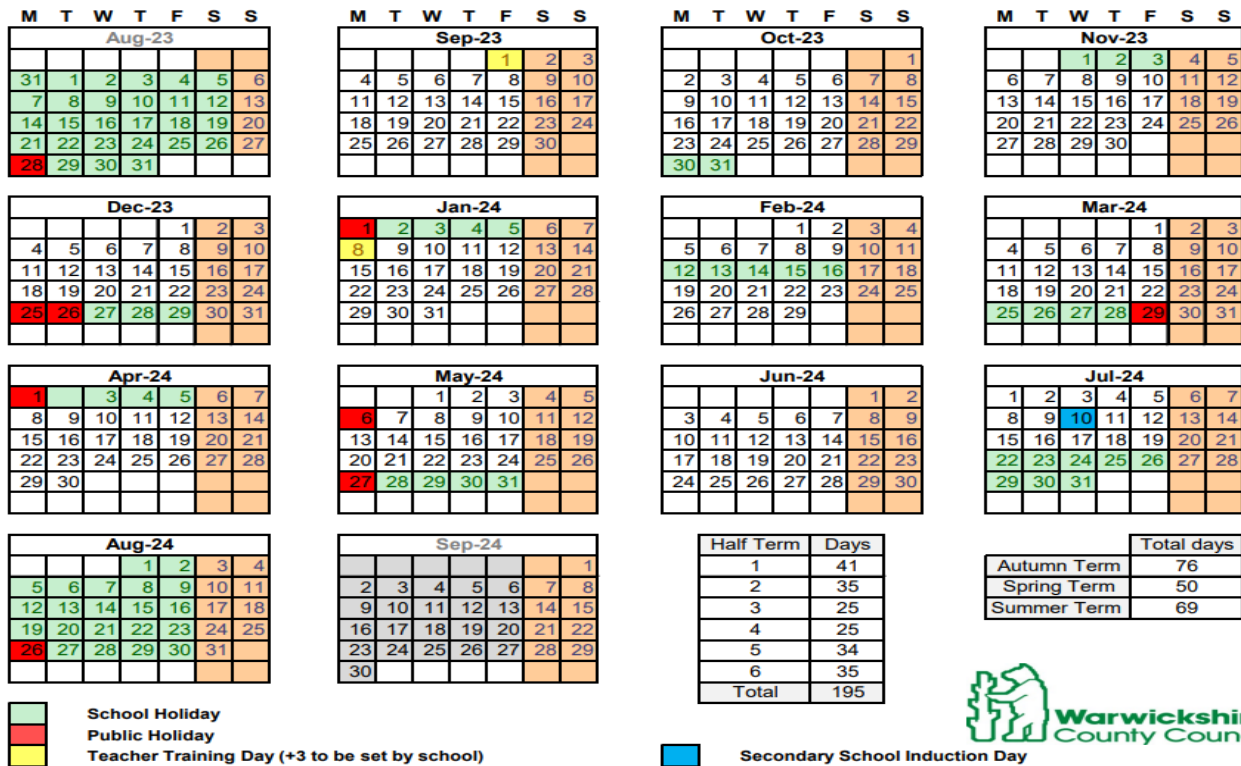 M T W T F S S M T W T F S S M T W T F S S M T W T F S S
Aug-23 Sep-23 Oct-23 Nov-23
1 2 3 1 1 2 3 4 5
31 1 2 3 4 5 6 4 5 6 7 8 9 10 2 3 4 5 6 7 8 6 7 8 9 10 11 12
7 8 9 10 11 12 13 11 12 13 14 15 16 17 9 10 11 12 13 14 15 13 14 15 16 17 18 19
14 15 16 17 18 19 20 18 19 20 21 22 23 24 16 17 18 19 20 21 22 20 21 22 23 24 25 26
21 22 23 24 25 26 27 25 26 27 28 29 30 23 24 25 26 27 28 29 27 28 29 30
28 29 30 31 30 31
Dec-23 Jan-24 Feb-24 Mar-24
1 2 3 1 2 3 4 5 6 7 1 2 3 4 1 2 3
4 5 6 7 8 9 10 8 9 10 11 12 13 14 5 6 7 8 9 10 11 4 5 6 7 8 9 10
11 12 13 14 15 16 17 15 16 17 18 19 20 21 12 13 14 15 16 17 18 11 12 13 14 15 16 17
18 19 20 21 22 23 24 22 23 24 25 26 27 28 19 20 21 22 23 24 25 18 19 20 21 22 23 24
25 26 27 28 29 30 31 29 30 31 26 27 28 29 25 26 27 28 29 30 31
Apr-24 May-24 Jun-24 Jul-24
1 3 4 5 6 7 1 2 3 4 5 1 2 1 2 3 4 5 6 7
8 9 10 11 12 13 14 6 7 8 9 10 11 12 3 4 5 6 7 8 9 8 9 10 11 12 13 14
15 16 17 18 19 20 21 13 14 15 16 17 18 19 10 11 12 13 14 15 16 15 16 17 18 19 20 21
22 23 24 25 26 27 28 20 21 22 23 24 25 26 17 18 19 20 21 22 23 22 23 24 25 26 27 28
29 30 27 28 29 30 31 24 25 26 27 28 29 30 29 30 31
Aug-24 Sep-24
1 2 3 4 1
5 6 7 8 9 10 11 2 3 4 5 6 7 8
12 13 14 15 16 17 18 9 10 11 12 13 14 15
19 20 21 22 23 24 25 16 17 18 19 20 21 22
26 27 28 29 30 31 23 24 25 26 27 28 29
30
Half Term Days
1 41
2 35
3 25
4 25
5 34
6 35
Total 195
Total days
Autumn Term 76
Spring Term 50
Summer Term 69
Warwickshi
County Coun
School Holiday
Public Holiday
Teacher Training Day (+3 to be set by school)
Secondary School Induction Day